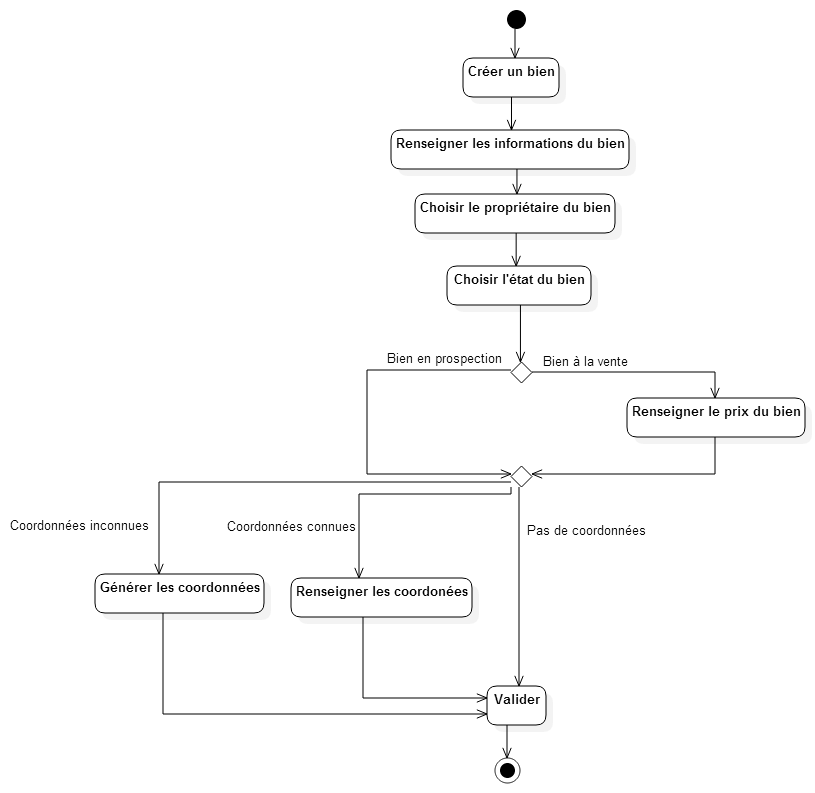 Créer un bien
Renseigner les informations du bien
Choisir le propriétaire du bien
Choisir l'état du bien
Bien en prospection
Bien à la vente
Renseigner le prix du bien
Coordonnées inconnues
Coordonnées connues
Pas de coordonnées
Générer les coordonnées
Renseigner les coordonées
Valider